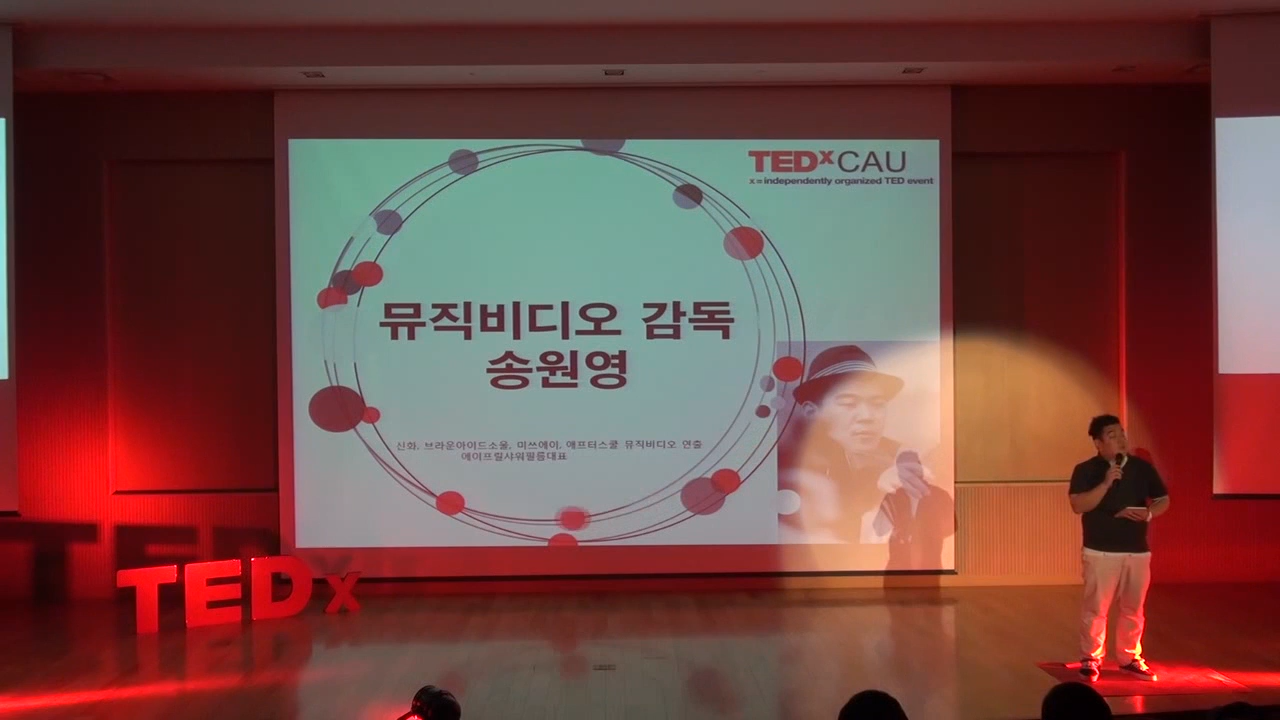 TEDxCAU
x = independently organized TED event
뮤직비디오 감독
송원영
신화, 브라운아이드소울, 미쓰에이, 애프터스쿨 뮤직비디오 연출
에이프릴샤워필름대표
TEDx